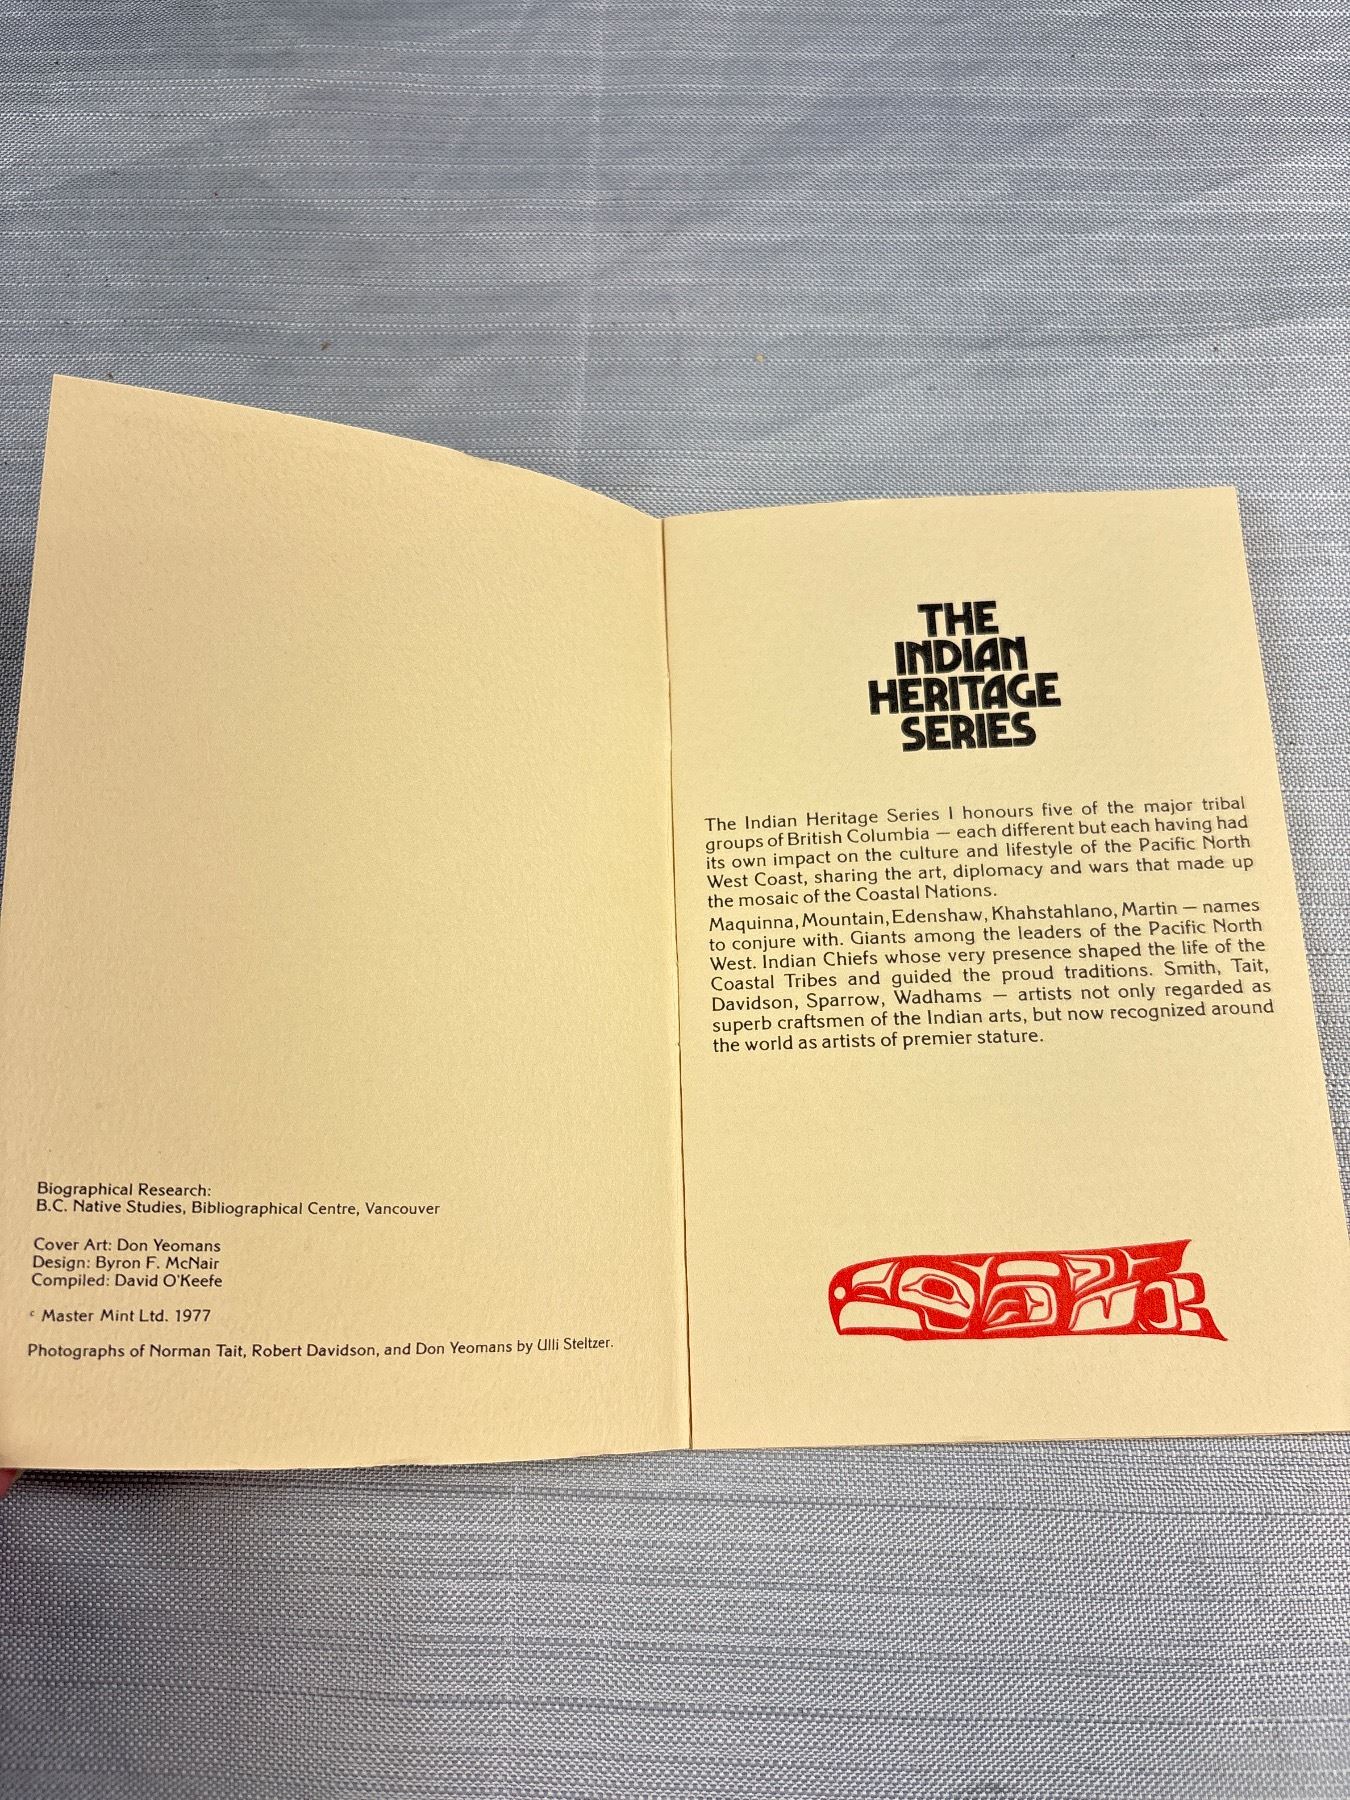 Biographical Research:
B.C. Native Studies, Bibliographical Centre, Vancouver
Cover Art: Don Yeomans
Design: Byron F. McNair
Compiled: David O'Keefe
c Master Mint Ltd. 1977
Photographs of Norman Tait, Robert Davidson, and Don Yeomans by Ulli Steltzer.
THE
INDIAN
HERITAGE
SERIES
The Indian Heritage Series I honours five of the major tribal
groups of British Columbia — each different but each having had
its own impact on the culture and lifestyle of the Pacific North
West Coast, sharing the art, diplomacy and wars that made up
the mosaic of the Coastal Nations.
Maquinna, Mountain, Edenshaw, Khahstahlano, Martin — names
to conjure with. Giants among the leaders of the Pacific North
West. Indian Chiefs whose very presence shaped the life of the
Coastal Tribes and guided the proud traditions. Smith, Tait,
Davidson, Sparrow, Wadhams — artists not only regarded as
superb craftsmen of the Indian arts, but now recognized around
the world as artists of premier stature.